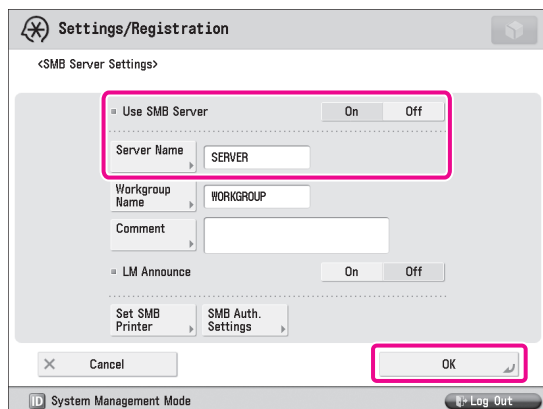 Settings/Registration
<SMB Server Settings>
Use SMB Server On Off
Server Name SERVER
Workgroup
Name WORKGROUP
Comment
LM Announce On Off
Set SMB
Printer
SMB Auth.
Settings
Cancel OK
ID System Management Mode Log Out